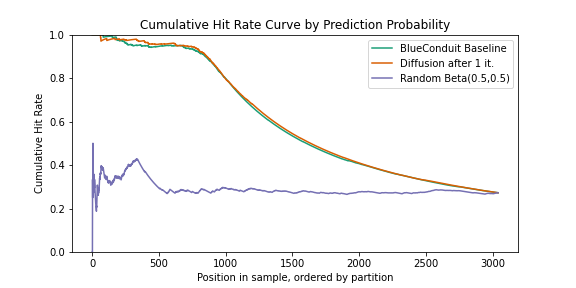 Cumulative Hit Rate Curve by Prediction Probability
1.0
0.8
0.6
0.4
0.2
0.0
Cumulative Hit Rate
BlueConduit Baseline
Diffusion after 1 it.
Random Beta(0.5,0.5)
0
500
1000
1500
2000
2500
3000
Position in sample, ordered by partition